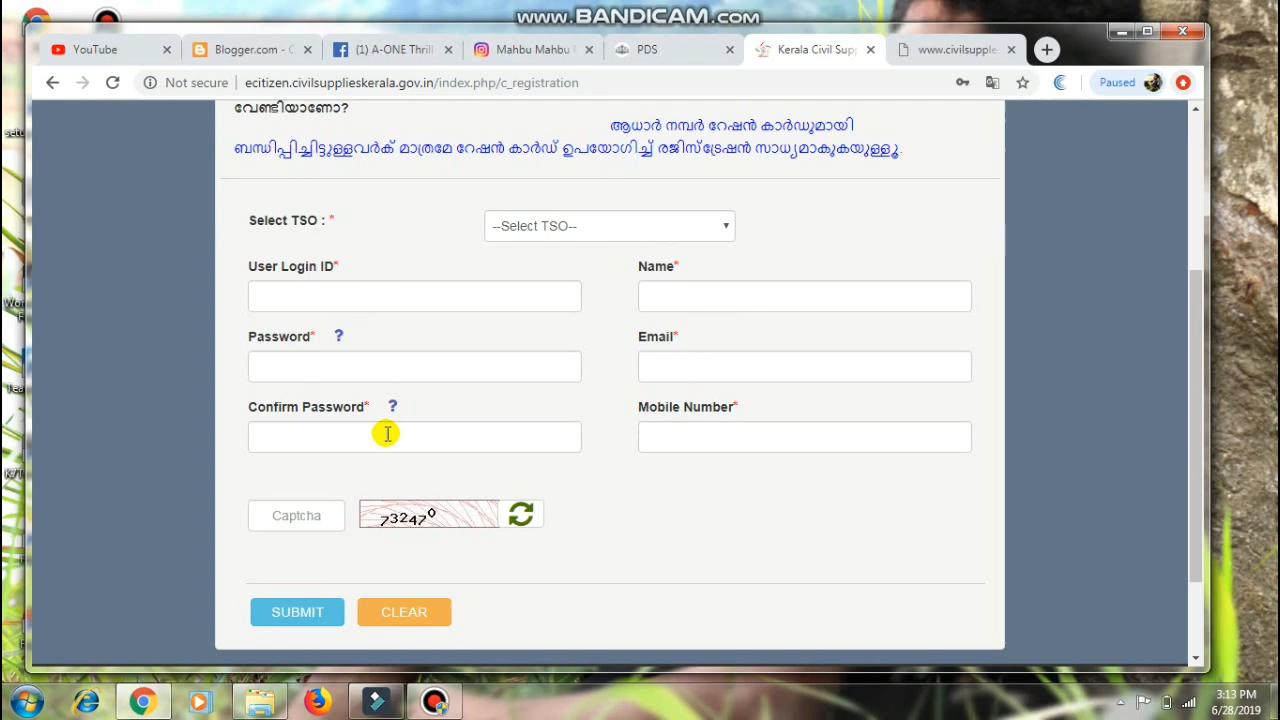 www.BANDICAM.com
YouTube
Blogger.com - C
(1) A-ONE Thrill
Mahbu Mahbu
PDS
Kerala Civil Sup
www.civilsupple
Not secure
ecitizen.civilsupplieskerala.gov.in/index.php/c_registration
Paused
വേണ്ടിയാണോ?
ആധാർ നമ്പർ റേഷൻ കാർഡുമായി
ബന്ധിപ്പിച്ചിട്ടുള്ളവർക് മാത്രമേ റേഷൻ കാർഡ് ഉപയോഗിച്ച് രജിസ്ട്രേഷൻ സാധ്യമാകുകയുള്ളൂ.
Select TSO : *
--Select TSO--
User Login ID*
Name*
Password* ?
Email*
Confirm Password* ?
Mobile Number*
Captcha
732470
SUBMIT
CLEAR
3:13 PM
6/28/2019